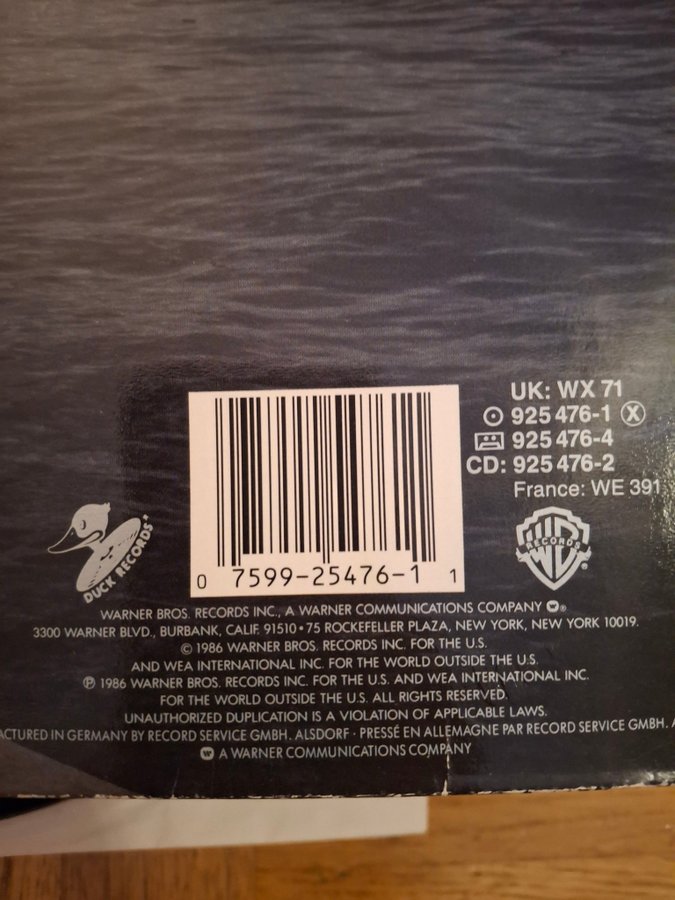 UK: WX 71
925 476-1 X
925 476-4
CD: 925 476-2
France: WE 391
WB RECORDS
DUCK RECORDS
0 7599-25476-1 1
WARNER BROS. RECORDS INC., A WARNER COMMUNICATIONS COMPANY W ®
3300 WARNER BLVD., BURBANK, CALIF. 91510 • 75 ROCKEFELLER PLAZA, NEW YORK, NEW YORK 10019.
© 1986 WARNER BROS. RECORDS INC. FOR THE U.S.
AND WEA INTERNATIONAL INC. FOR THE WORLD OUTSIDE THE U.S.
℗ 1986 WARNER BROS. RECORDS INC. FOR THE U.S. AND WEA INTERNATIONAL INC.
FOR THE WORLD OUTSIDE THE U.S. ALL RIGHTS RESERVED.
UNAUTHORIZED DUPLICATION IS A VIOLATION OF APPLICABLE LAWS.
ACTURED IN GERMANY BY RECORD SERVICE GMBH. ALSDORF · PRESSÉ EN ALLEMAGNE PAR RECORD SERVICE GMBH.
W A WARNER COMMUNICATIONS COMPANY